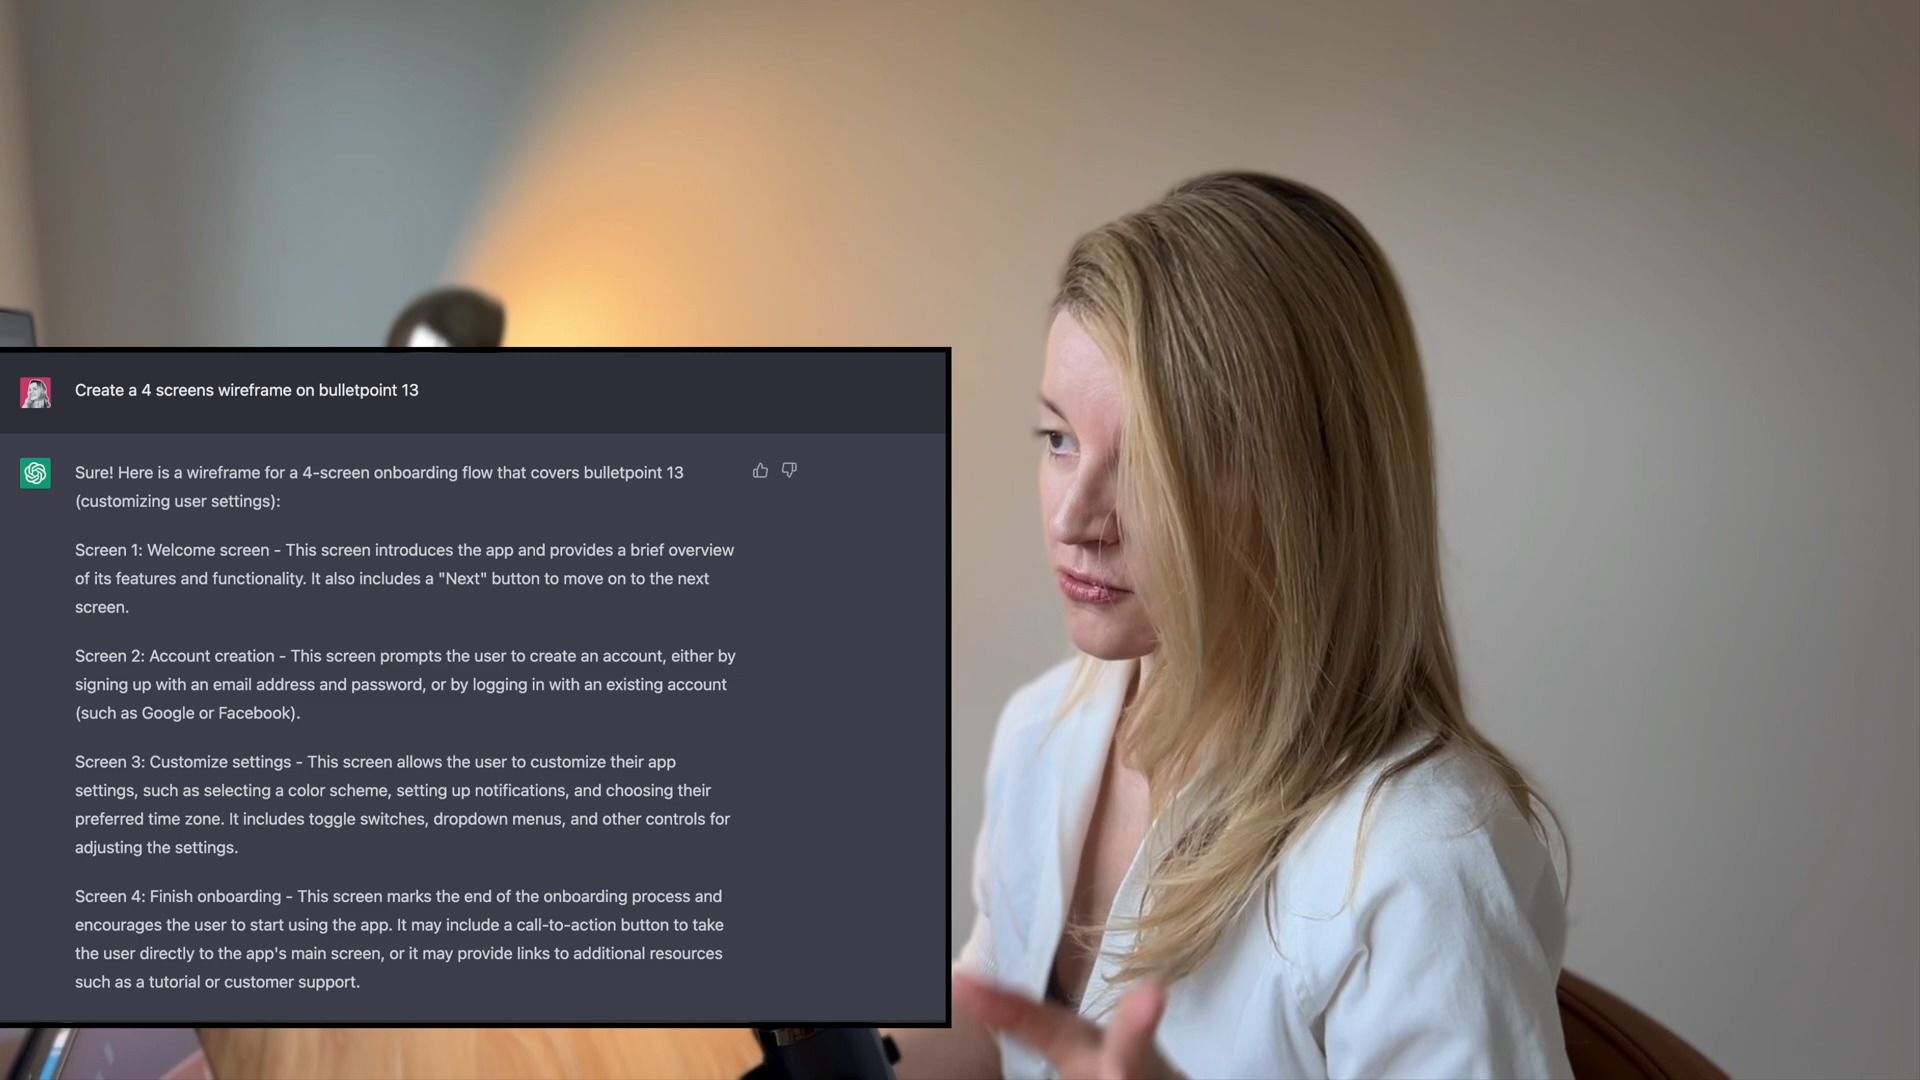 Create a 4 screens wireframe on bulletpoint 13
Sure! Here is a wireframe for a 4-screen onboarding flow that covers bulletpoint 13
(customizing user settings):
Screen 1: Welcome screen - This screen introduces the app and provides a brief overview
of its features and functionality. It also includes a "Next" button to move on to the next
screen.
Screen 2: Account creation - This screen prompts the user to create an account, either by
signing up with an email address and password, or by logging in with an existing account
(such as Google or Facebook).
Screen 3: Customize settings - This screen allows the user to customize their app
settings, such as selecting a color scheme, setting up notifications, and choosing their
preferred time zone. It includes toggle switches, dropdown menus, and other controls for
adjusting the settings.
Screen 4: Finish onboarding - This screen marks the end of the onboarding process and
encourages the user to start using the app. It may include a call-to-action button to take
the user directly to the app's main screen, or it may provide links to additional resources
such as a tutorial or customer support.